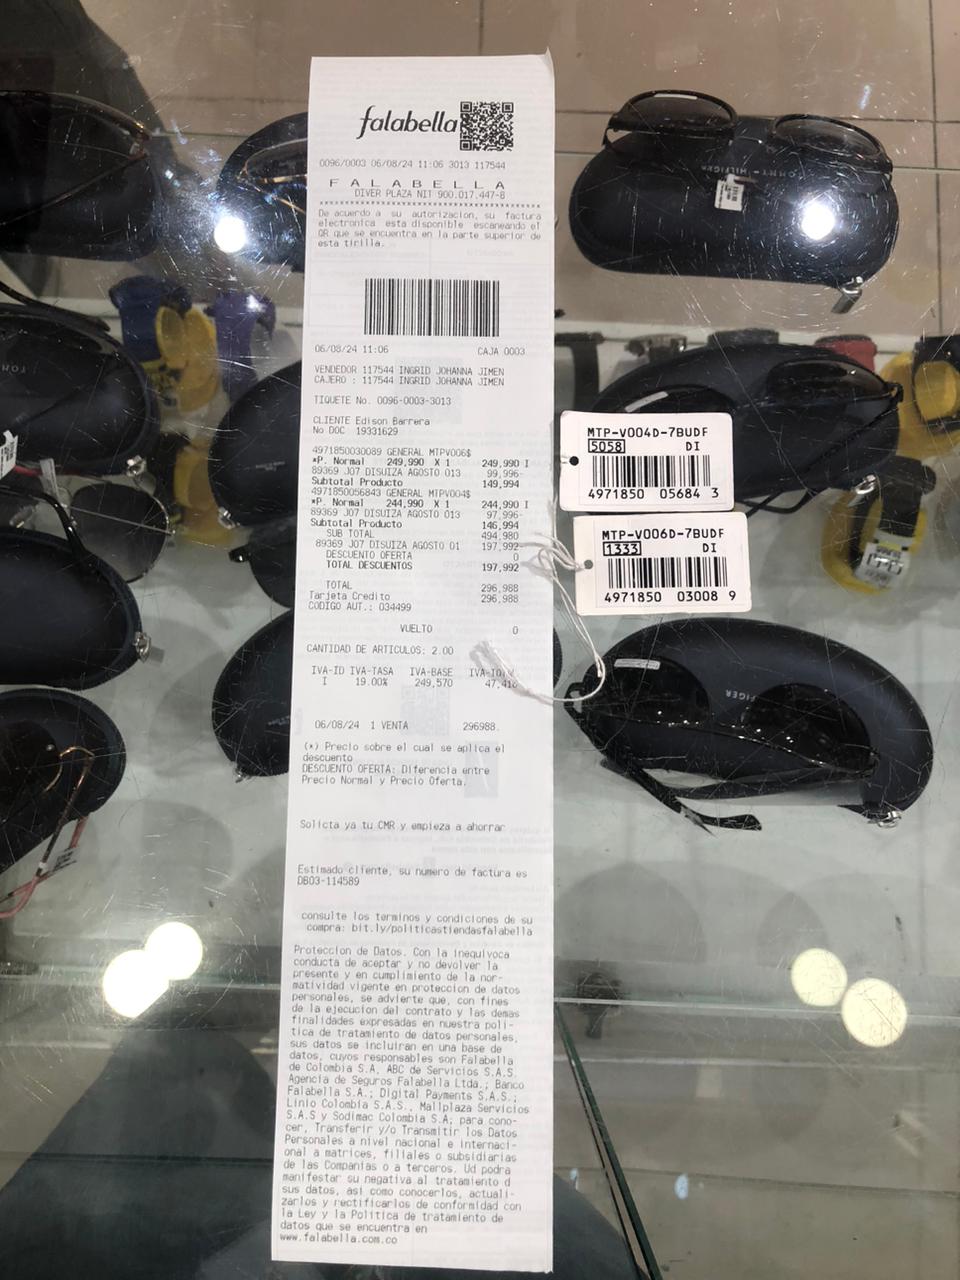 falabella
0096/0003 06/08/24 11:06 3013 117544
FALABELLA
DIVER PLAZA NIT 900.017.447-8
De acuerdo a su autorizacion, su factura
electronica esta disponible escaneando el
QR que se encuentra en la parte superior de
esta tirilla.
06/08/24 11:06 CAJA 0003
VENDEDOR 117544 INGRID JOHANNA JIMEN
CAJERO : 117544 INGRID JOHANNA JIMEN
TIQUETE No. 0096-0003-3013
CLIENTE Edison Barrera
No DOC 19331629
4971850030089 GENERAL MTPV006$
*P. Normal 249,990 X 1 249,990 I
89369 J07 DISUIZA AGOSTO 013 99,996-
Subtotal Producto 149,994
4971850056843 GENERAL MTPV004$
*P. Normal 244,990 X 1 244,990 I
89369 J07 DISUIZA AGOSTO 013 97,996-
Subtotal Producto 146,994
SUB TOTAL 494,980
89369 J07 DISUIZA AGOSTO 01 197,992-
DESCUENTO OFERTA 0
TOTAL DESCUENTOS 197,992
TOTAL 296,988
Tarjeta Credito 296,988
CODIGO AUT.: 034499
VUELTO 0
CANTIDAD DE ARTICULOS: 2.00
IVA-ID IVA-TASA IVA-BASE
I 19.00% 249,570 47,418
06/08/24 1 VENTA 296988.
(*) Precio sobre el cual se aplica el
descuento
DESCUENTO OFERTA: Diferencia entre
Precio Normal y Precio Oferta.
Solicta ya tu CMR y empieza a ahorrar
Estimado cliente, su numero de factura es
DB03-114589
consulte los terminos y condiciones de su
compra: bit.ly/politicastiendasfalabella
Proteccion de Datos. Con la inequivoca
conducta de aceptar y no devolver la
presente y en cumplimiento de la nor-
matividad vigente en proteccion de datos
personales, se advierte que, con fines
de la ejecucion del contrato y las demas
finalidades expresadas en nuestra poli-
tica de tratamiento de datos personales,
sus datos se incluiran en una base de
datos, cuyos responsables son Falabella
de Colombia S.A, ABC de Servicios S.A.S
Agencia de Seguros Falabella Ltda.; Banco
Falabella S.A.; Digital Payments S.A.S.;
Linio Colombia S.A.S., Mallplaza Servicios
S.A.S y Sodimac Colombia S.A; para cono-
cer, Transferir y/o Transmitir los Datos
Personales a nivel nacional e internaci-
onal a matrices, filiales o subsidiarias
de las Companias o a terceros. Ud podra
manifestar su negativa al tratamiento d
sus datos, asi como conocerlos, actuali-
zarlos y rectificarlos de conformidad con
la Ley y la Politica de tratamiento de
datos que se encuentra en
www.falabella.com.co
MTP-V004D-7BUDF
5058 DI
4971850 05684 3
MTP-V006D-7BUDF
1333 DI
4971850 03008 9
TOMMY HILFIGER